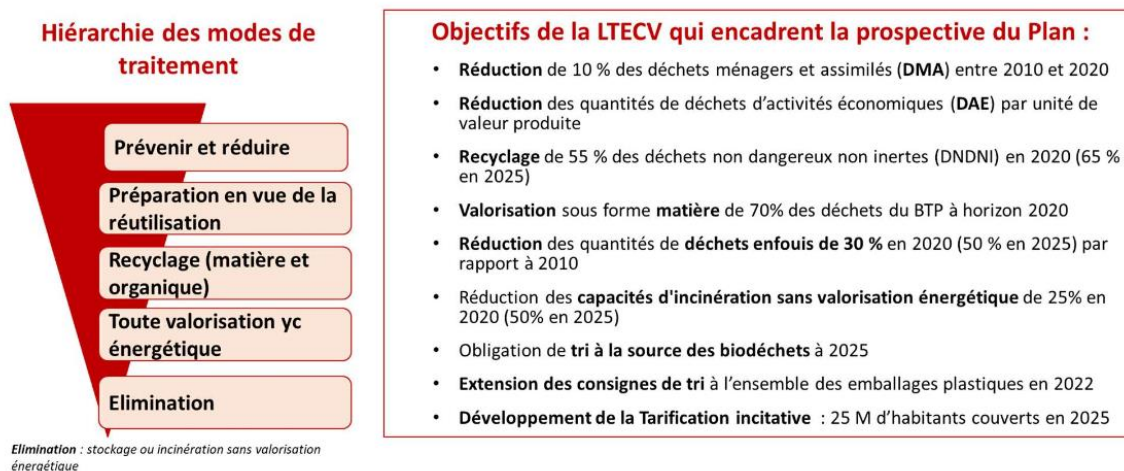 Hiérarchie des modes de
traitement
Prévenir et réduire
Préparation en vue de la
réutilisation
Recyclage (matière et
organique)
Toute valorisation yc
énergétique
Elimination
Elimination : stockage ou incinération sans valorisation
énergétique
Objectifs de la LTECV qui encadrent la prospective du Plan :
• Réduction de 10 % des déchets ménagers et assimilés (DMA) entre 2010 et 2020
• Réduction des quantités de déchets d'activités économiques (DAE) par unité de
valeur produite
• Recyclage de 55 % des déchets non dangereux non inertes (DNDNI) en 2020 (65 %
en 2025)
• Valorisation sous forme matière de 70% des déchets du BTP à horizon 2020
• Réduction des quantités de déchets enfouis de 30 % en 2020 (50 % en 2025) par
rapport à 2010
• Réduction des capacités d'incinération sans valorisation énergétique de 25% en
2020 (50% en 2025)
• Obligation de tri à la source des biodéchets à 2025
• Extension des consignes de tri à l'ensemble des emballages plastiques en 2022
• Développement de la Tarification incitative : 25 M d'habitants couverts en 2025